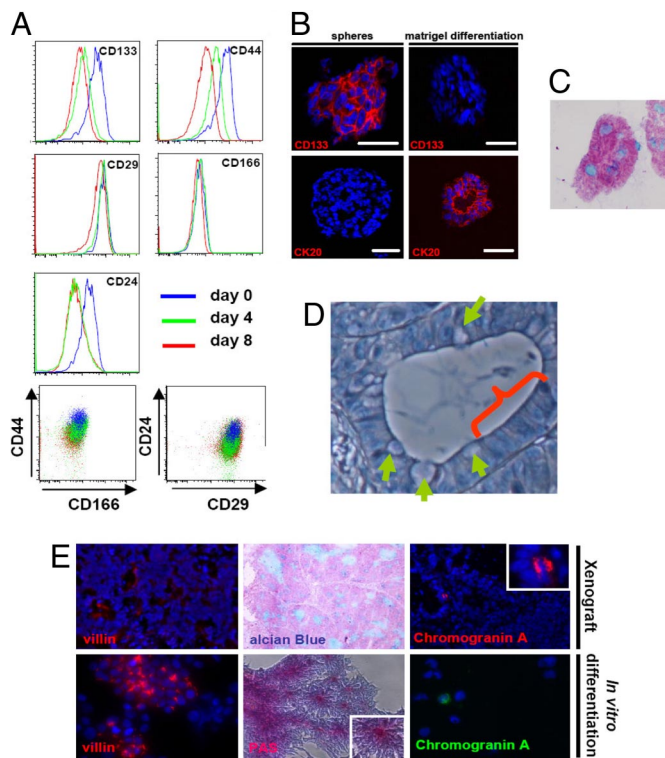 A
CD133
CD44
CD29
CD166
CD24
day 0
day 4
day 8
CD44
CD24
CD166
CD29
B
spheres
matrigel differentiation
CD133
CD133
CK20
CK20
C
D
E
villin
alcian Blue
Chromogranin A
Xenograft
villin
PAS
Chromogranin A
In vitro
differentiation